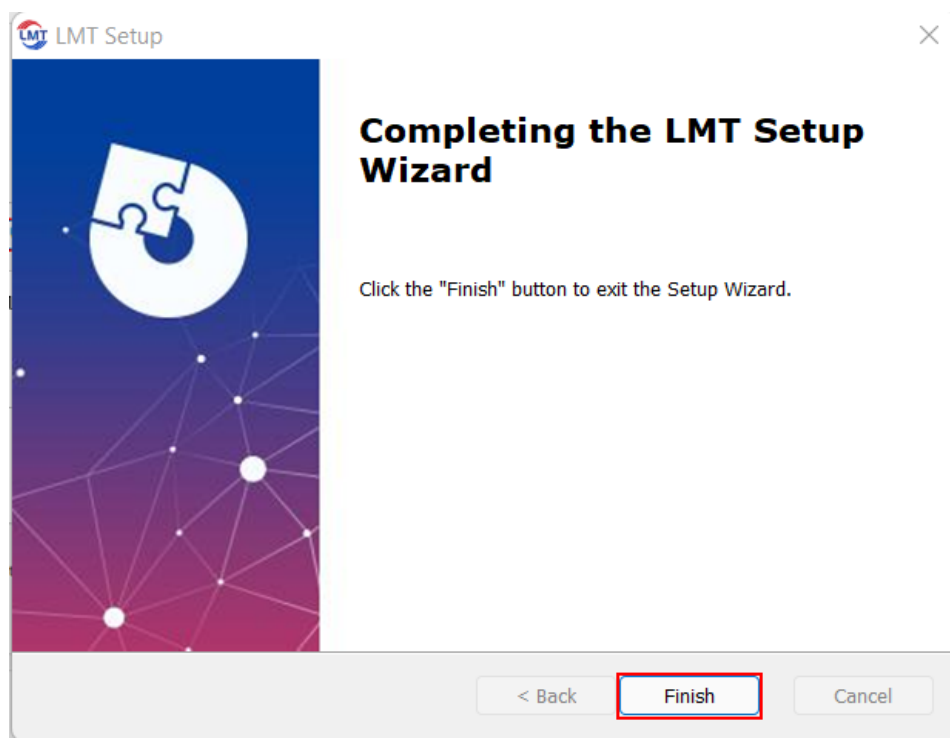 LMT LMT Setup
Completing the LMT Setup
Wizard
Click the "Finish" button to exit the Setup Wizard.
< Back Finish Cancel